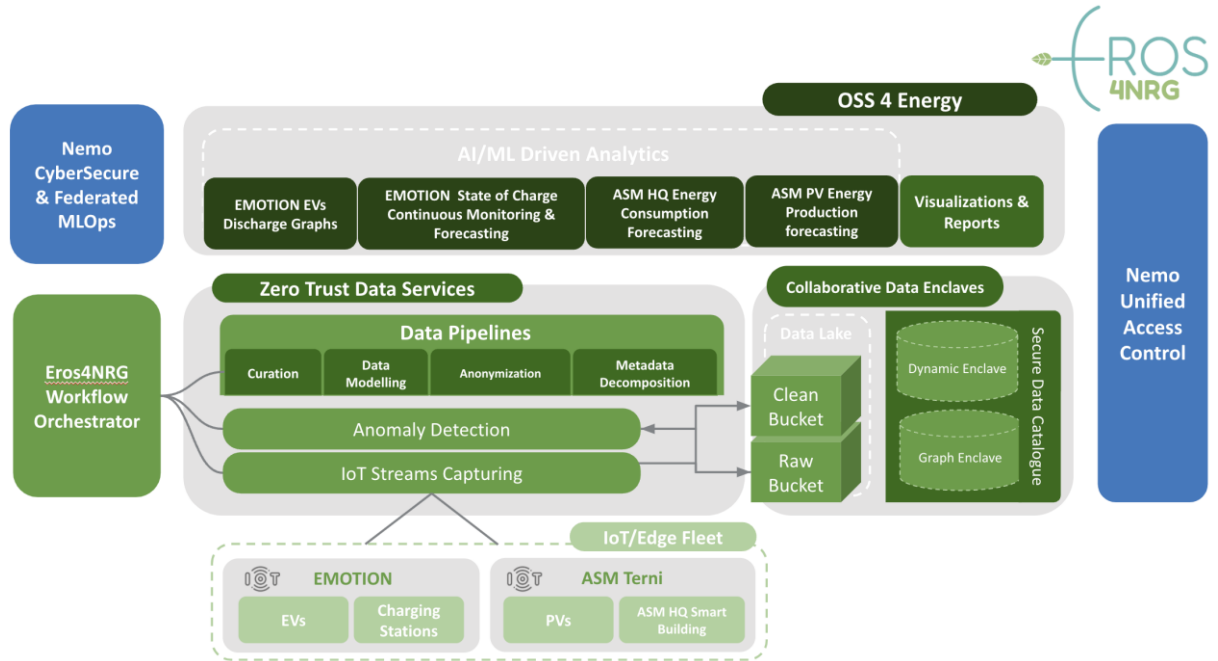 EROS
4NRG
OSS 4 Energy
Nemo
CyberSecure
& Federated
MLOps
AI/ML Driven Analytics
EMOTION EVs
Discharge Graphs
EMOTION State of Charge
Continuous Monitoring &
Forecasting
ASM HQ Energy
Consumption
Forecasting
ASM PV Energy
Production
forecasting
Visualizations &
Reports
Nemo
Unified
Access
Control
Eros4NRG
Workflow
Orchestrator
Zero Trust Data Services
Data Pipelines
Curation
Data
Modelling
Anonymization
Metadata
Decomposition
Anomaly Detection
IoT Streams Capturing
Collaborative Data Enclaves
Data Lake
Clean
Bucket
Raw
Bucket
Dynamic Enclave
Graph Enclave
Secure Data Catalogue
IoT/Edge Fleet
IOT
EMOTION
EVs
Charging
Stations
IOT
ASM Terni
PVs
ASM HQ Smart
Building